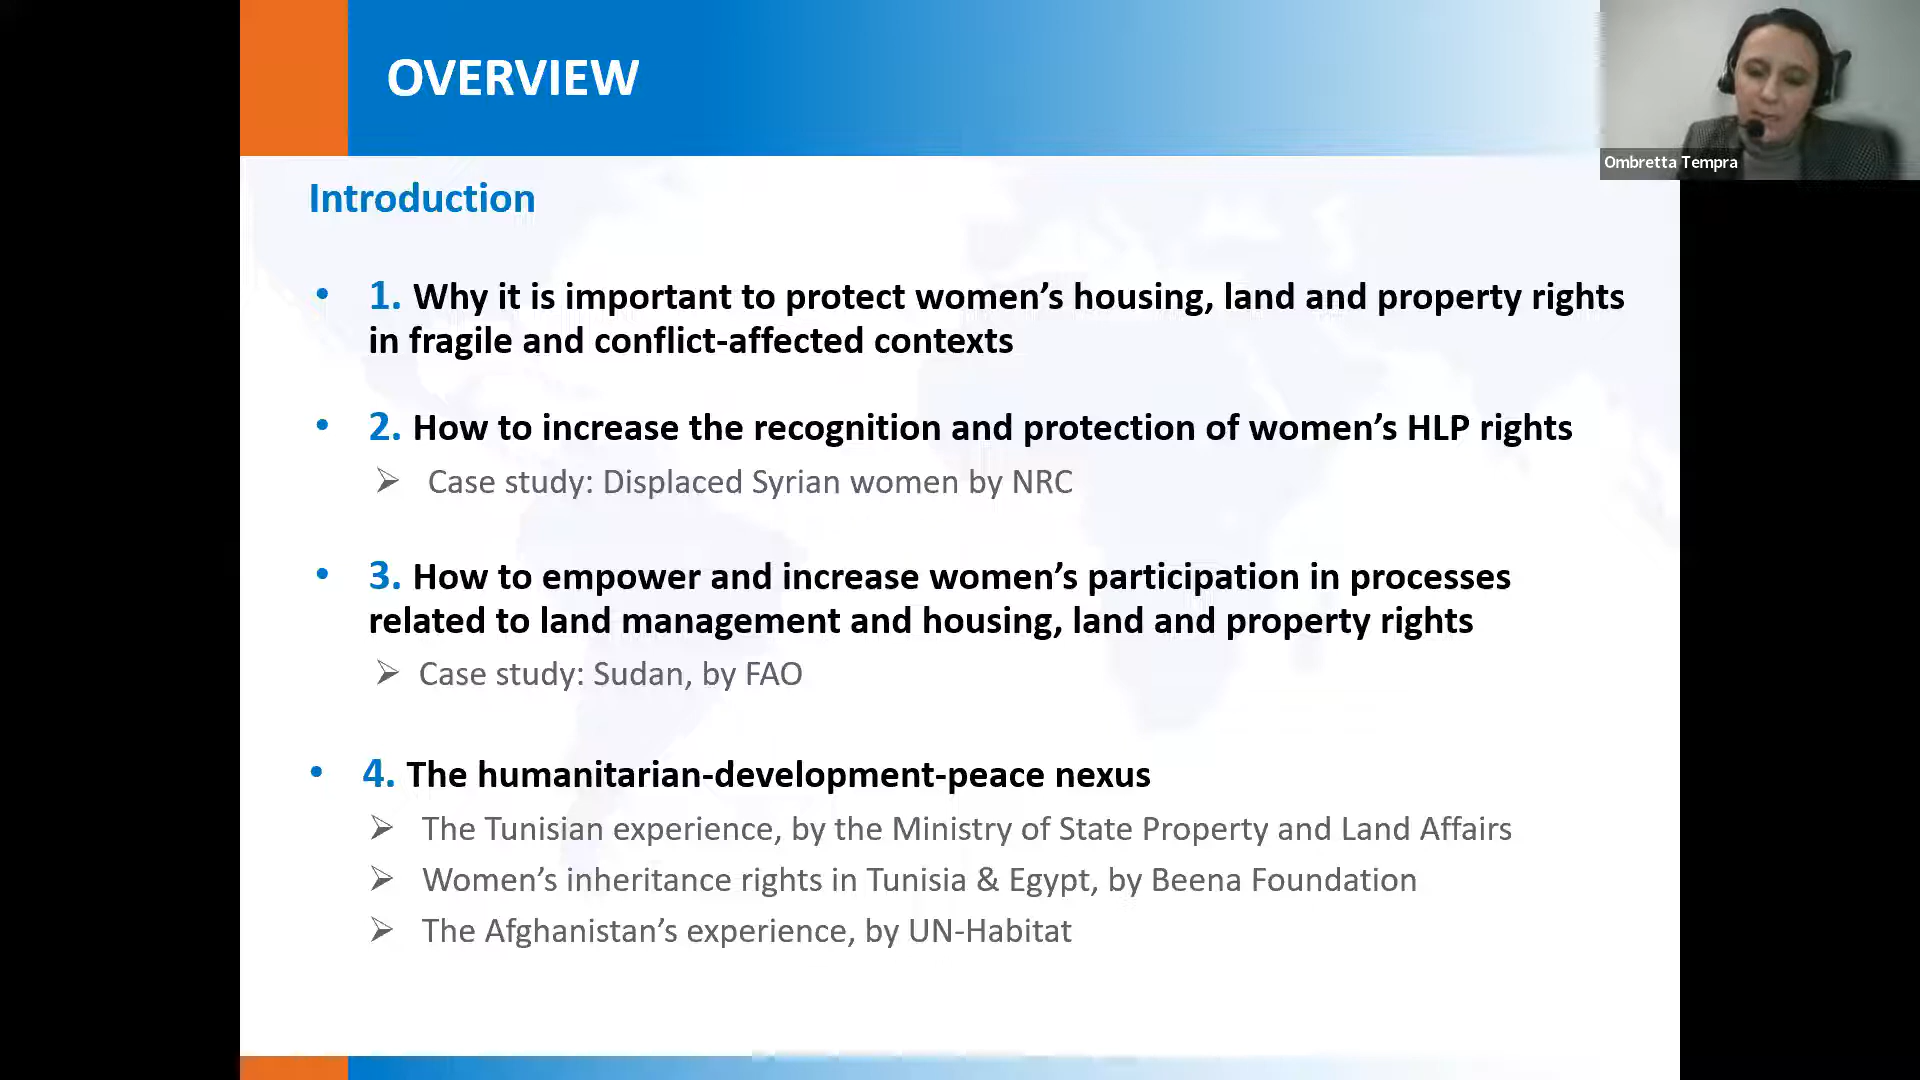 OVERVIEW
Ombretta Tempra
Introduction
• 1. Why it is important to protect women’s housing, land and property rights
in fragile and conflict-affected contexts
• 2. How to increase the recognition and protection of women’s HLP rights
➢ Case study: Displaced Syrian women by NRC
• 3. How to empower and increase women’s participation in processes
related to land management and housing, land and property rights
➢ Case study: Sudan, by FAO
• 4. The humanitarian-development-peace nexus
➢ The Tunisian experience, by the Ministry of State Property and Land Affairs
➢ Women’s inheritance rights in Tunisia & Egypt, by Beena Foundation
➢ The Afghanistan’s experience, by UN-Habitat